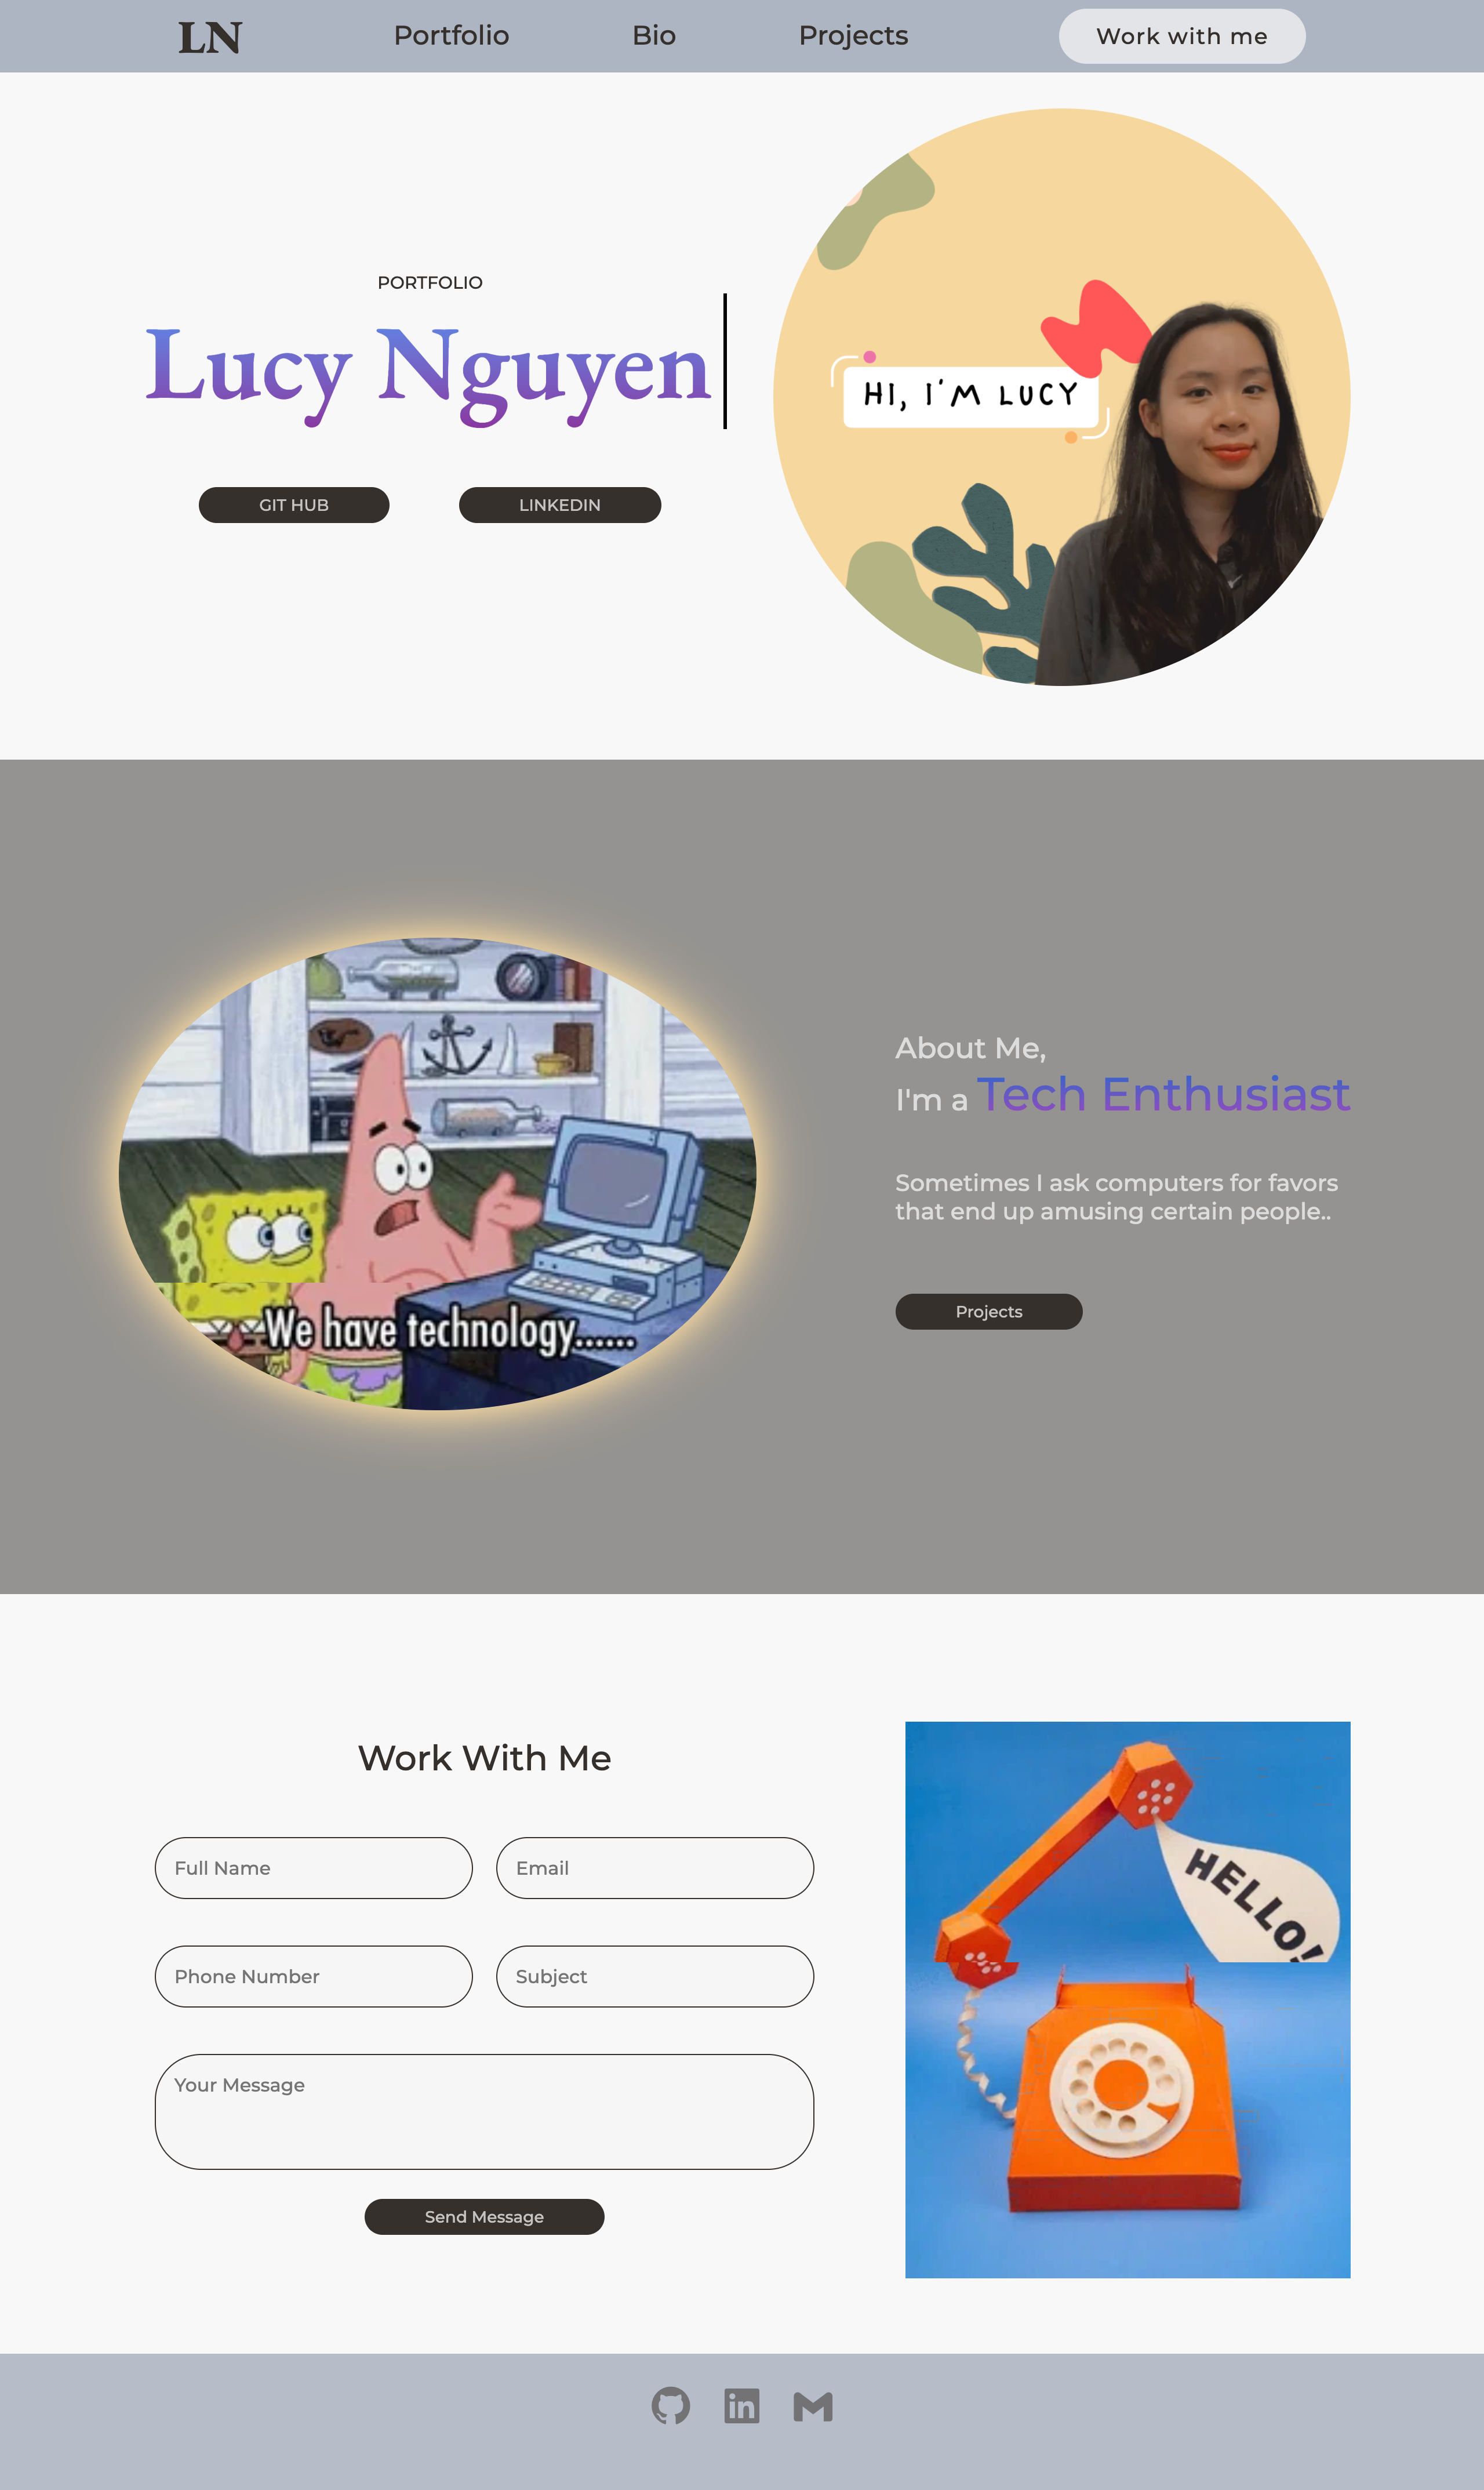 LN
Portfolio
Bio
Projects
Work with me
PORTFOLIO
Lucy Nguyen
GIT HUB
LINKEDIN
HI, I'M LUCY
We have technology......
About Me,
I'm a Tech Enthusiast
Sometimes I ask computers for favors
that end up amusing certain people..
Projects
Work With Me
Full Name
Email
Phone Number
Subject
Your Message
Send Message
HELLO!
in